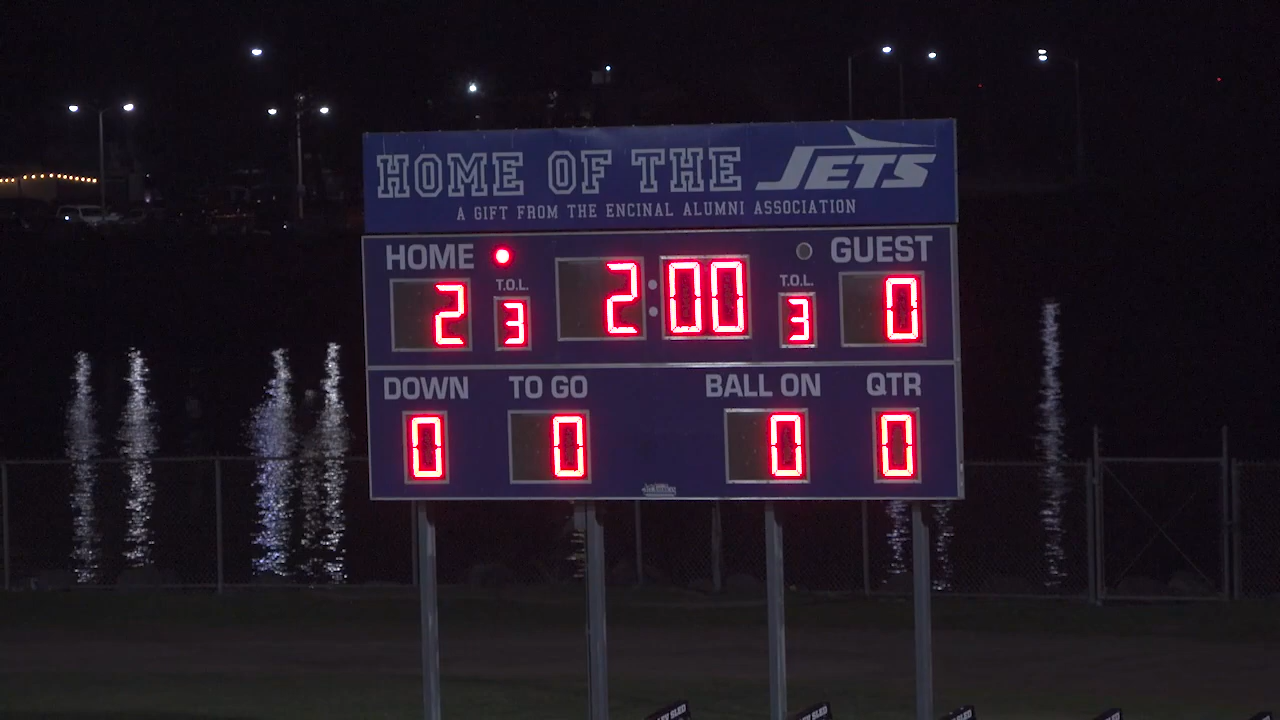 HOME OF THE JETS
A GIFT FROM THE ENCINAL ALUMNI ASSOCIATION
HOME GUEST
T.O.L. T.O.L.
2 3 2:00 3 0
DOWN TO GO BALL ON QTR
0 0 0 0
SLED